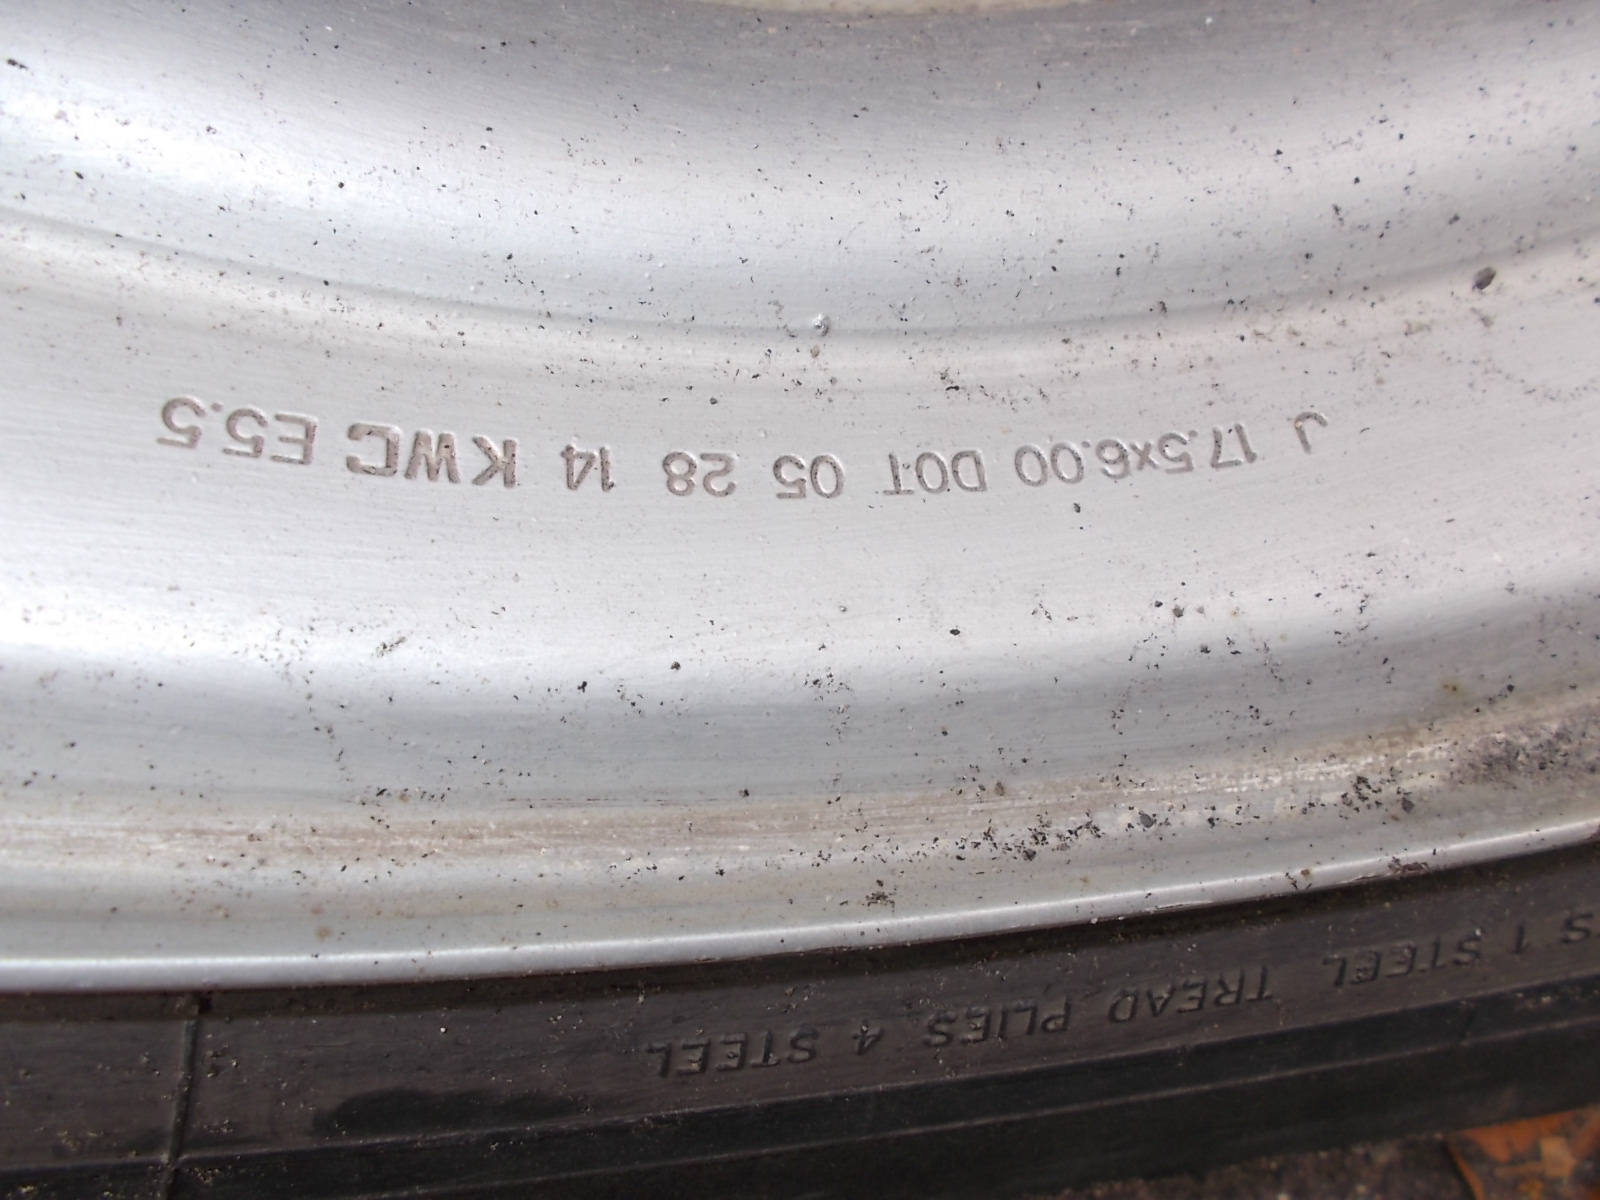 J 17.5x6.00 DOT 05 28 14 KWC E5.5
S 1 STEEL TREAD PLIES 4 STEEL